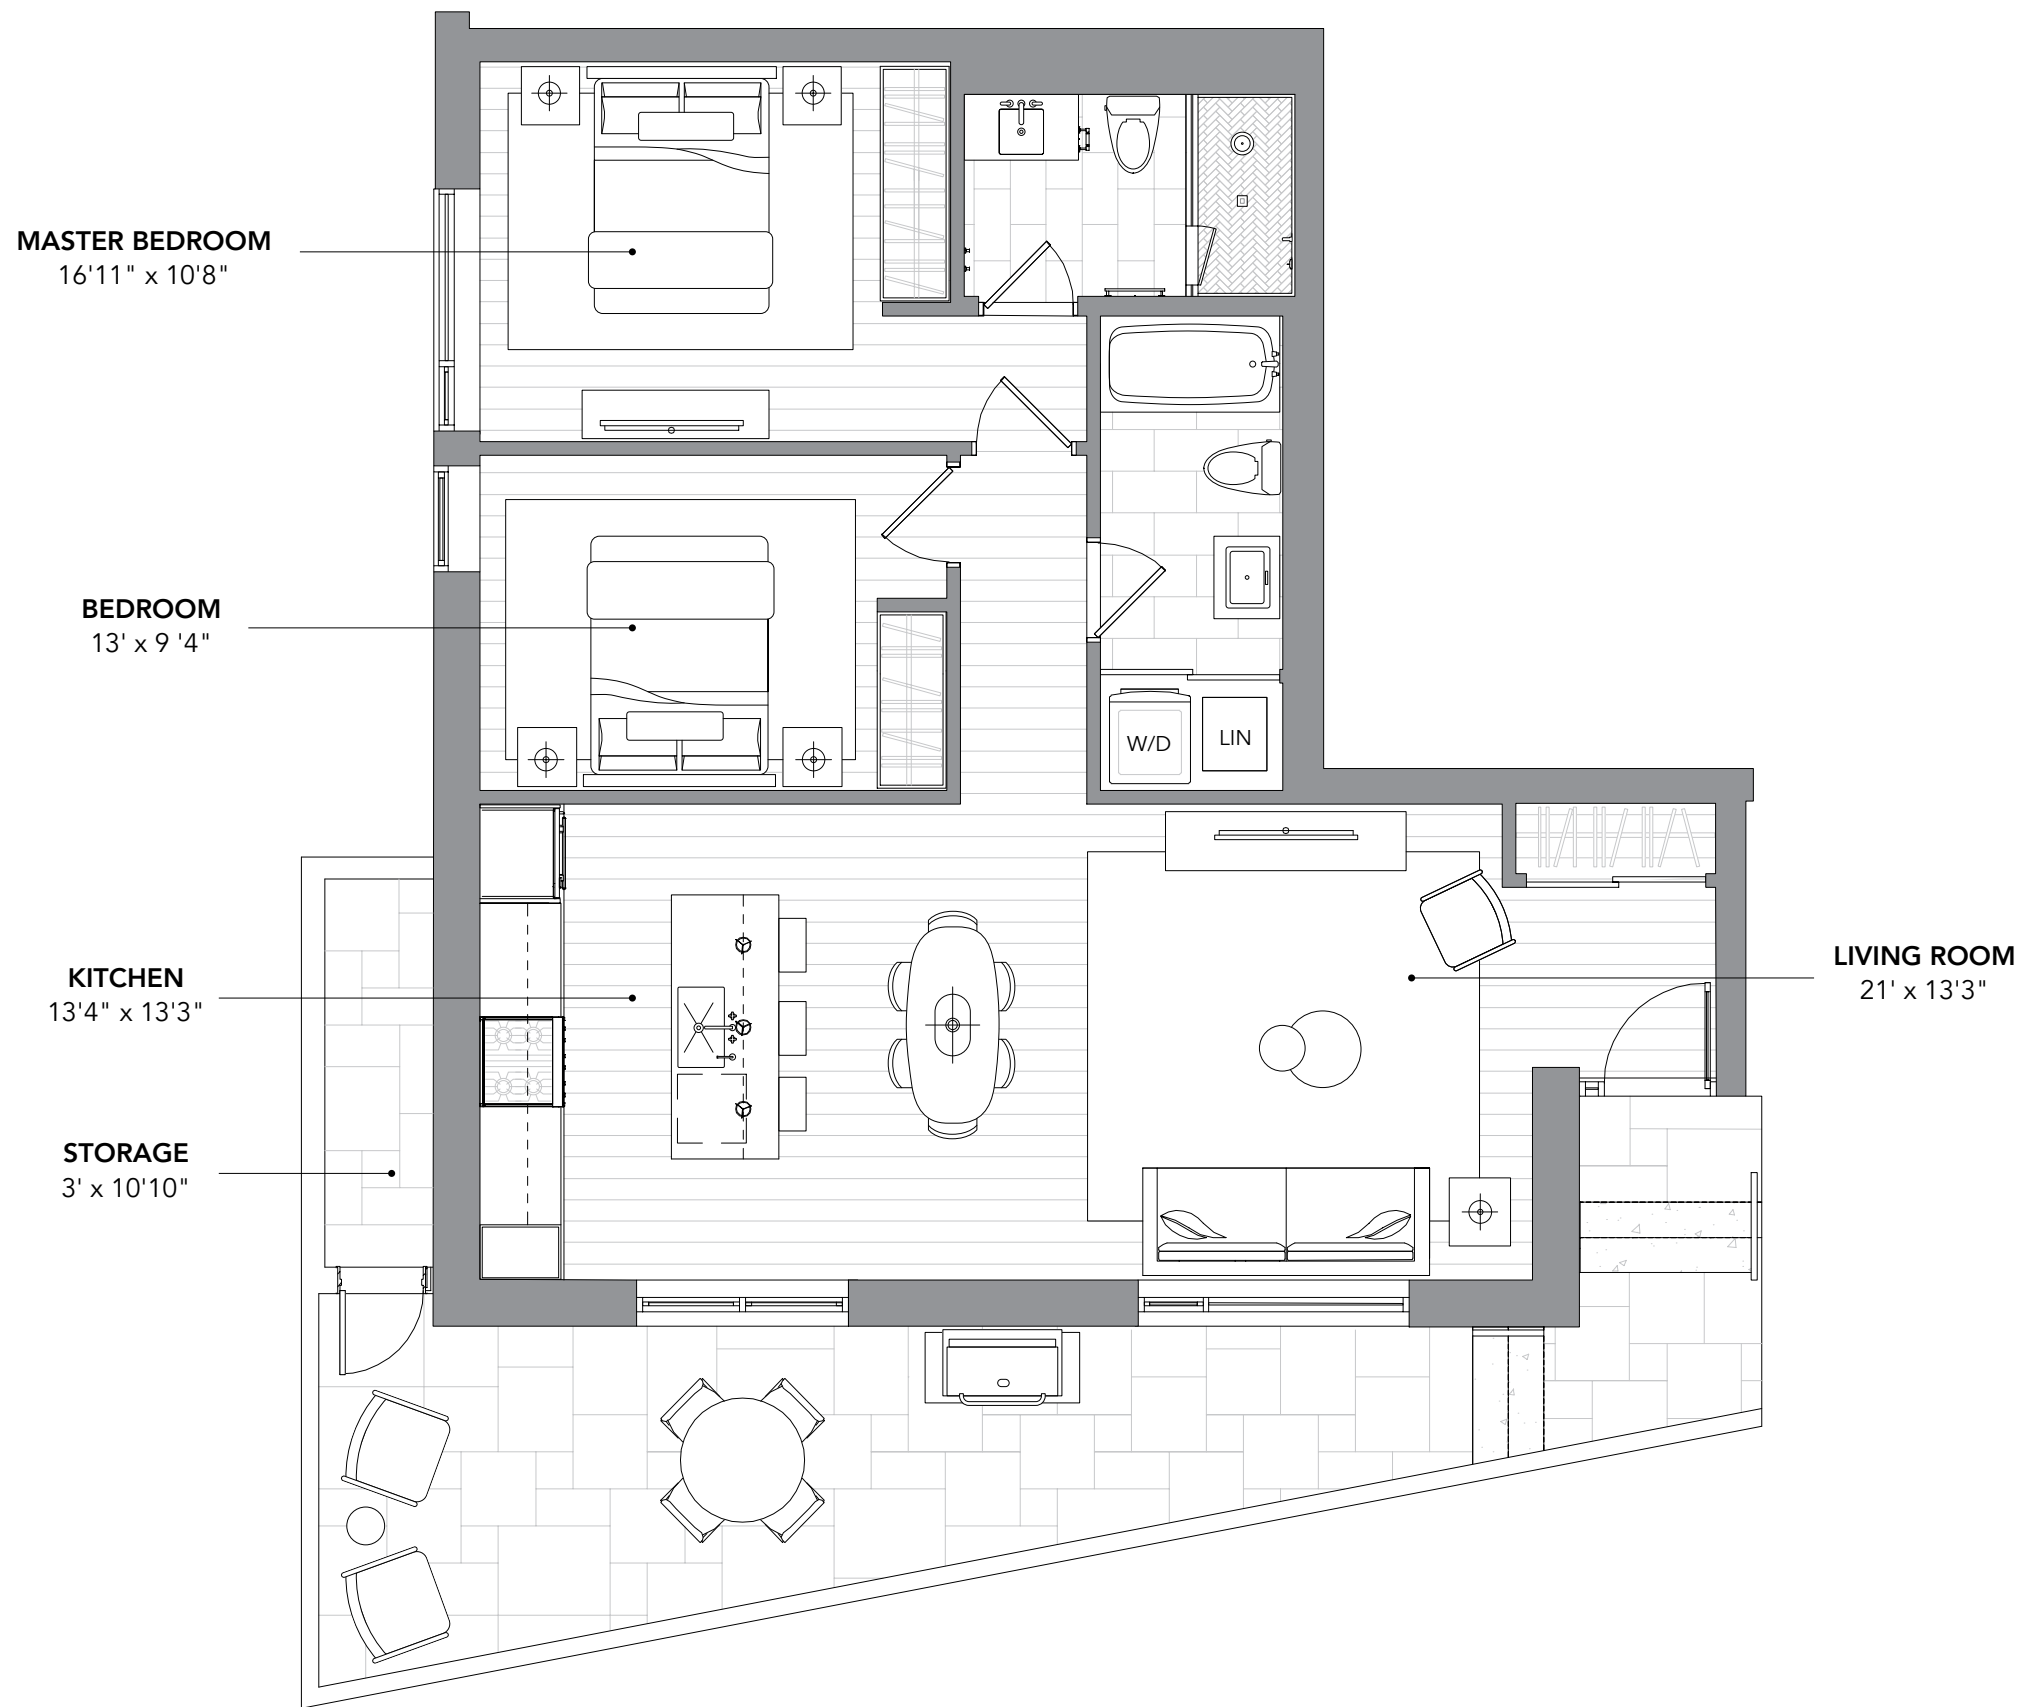 MASTER BEDROOM
16'11" x 10'8"
BEDROOM
13' x 9 '4"
W/D
LIN
KITCHEN
13'4" x 13'3"
LIVING ROOM
21' x 13'3"
STORAGE
3' x 10'10"